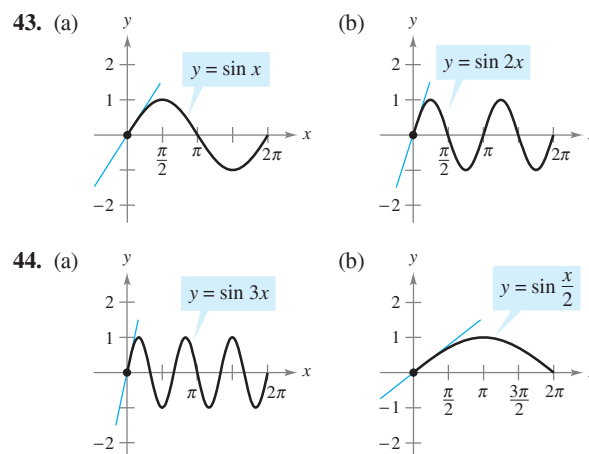 43. (a)
y
2
1
−2
y = sin x
π/2
π
2π
x
(b)
y
2
1
−2
y = sin 2x
π/2
π
2π
44. (a)
y
2
1
−2
y = sin 3x
π
2π
x
(b)
y
2
1
−1
−2
y = sin x/2
π/2
π
3π/2
2π